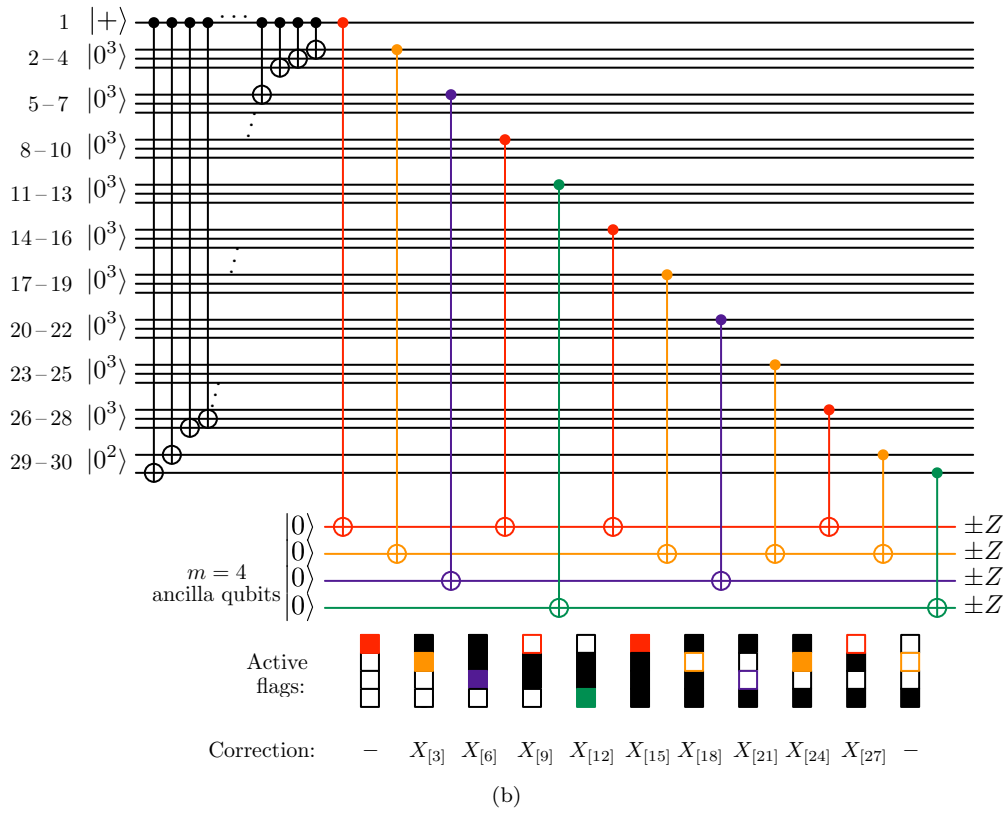 1 |+⟩ · · ·
2 – 4 |0³⟩
5 – 7 |0³⟩
8 – 10 |0³⟩
11 – 13 |0³⟩
14 – 16 |0³⟩
17 – 19 |0³⟩
20 – 22 |0³⟩
23 – 25 |0³⟩
26 – 28 |0³⟩
29 – 30 |0²⟩
|0⟩ ±Z
|0⟩ ±Z
|0⟩ ±Z
|0⟩ ±Z
m = 4
ancilla qubits
Active
flags:
Correction: − X[3] X[6] X[9] X[12] X[15] X[18] X[21] X[24] X[27] −
(b)